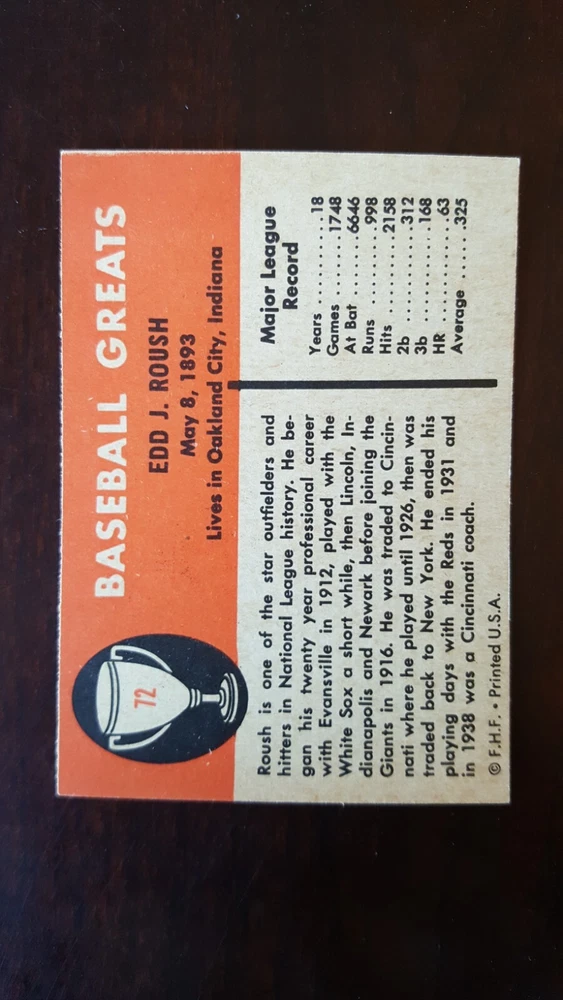 72
BASEBALL GREATS
EDD J. ROUSH
May 8, 1893
Lives in Oakland City, Indiana
Roush is one of the star outfielders and
hitters in National League history. He be-
gan his twenty year professional career
with Evansville in 1912, played with the
White Sox a short while, then Lincoln, In-
dianapolis and Newark before joining the
Giants in 1916. He was traded to Cincin-
nati where he played until 1926, then was
traded back to New York. He ended his
playing days with the Reds in 1931 and
in 1938 was a Cincinnati coach.
© F.H.F. • Printed U.S.A.
Major League
Record
Years ..........18
Games ........1748
At Bat ........6646
Runs .........998
Hits ..........2158
2b ............312
3b ............168
HR ............63
Average ......325